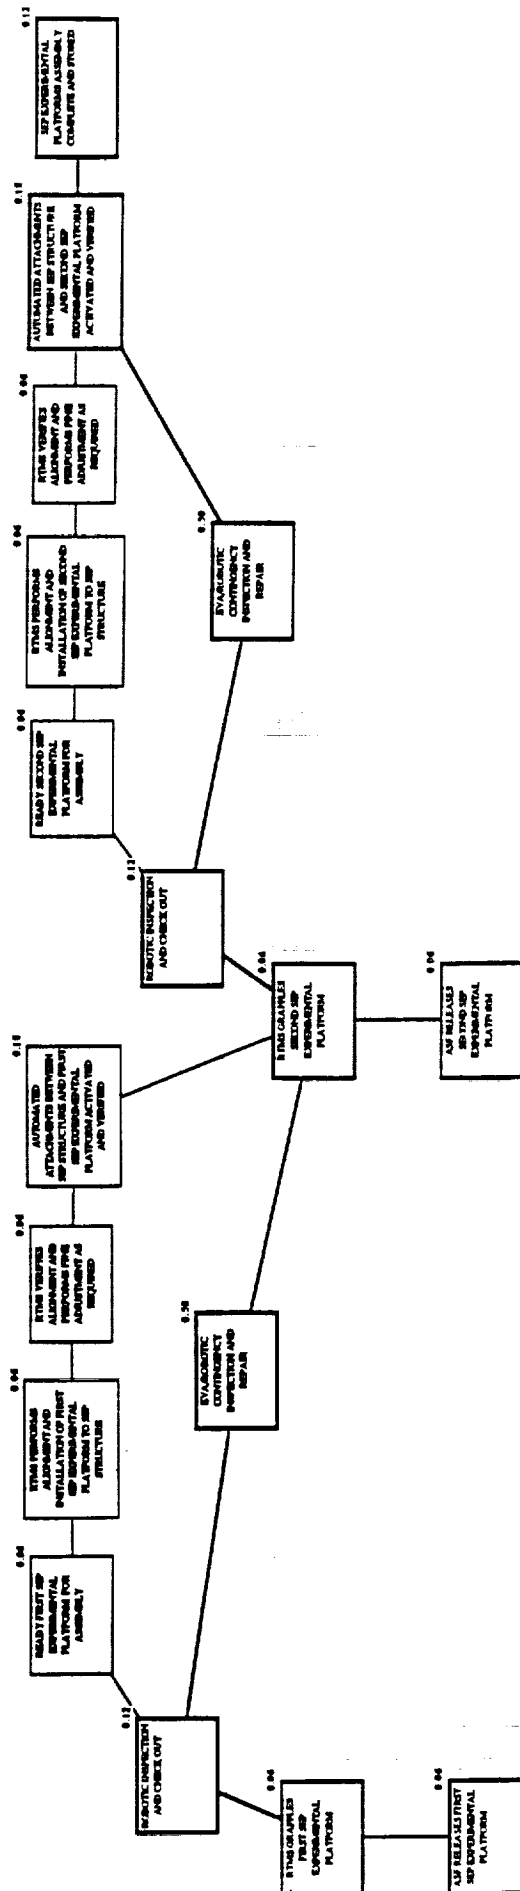 ASF RELEASES FIRST
SEP EXPERIMENTAL
PLATFORM
0.04
RTMS GRAPPLES
FIRST SEP
EXPERIMENTAL
PLATFORM
0.04
ROBOTIC INSPECTION
AND CHECK OUT
0.12
READY FIRST SEP
EXPERIMENTAL
PLATFORM FOR
ASSEMBLY
0.04
RTMS PERFORMS
ALIGNMENT AND
INSTALLATION OF FIRST
SEP EXPERIMENTAL
PLATFORM TO SEP
STRUCTURE
0.04
RTMS VERIFIES
ALIGNMENT AND
PERFORMS FINE
ADJUSTMENT AS
REQUIRED
0.04
AUTOMATED
ATTACHMENTS BETWEEN
SEP STRUCTURE AND FIRST
SEP EXPERIMENTAL
PLATFORM ACTIVATED
AND VERIFIED
EVA/ROBOTIC
CONTINGENCY
INSPECTION AND
REPAIR
0.50
ASF RELEASES
SECOND SEP
EXPERIMENTAL
PLATFORM
0.04
RTMS GRAPPLES
SECOND SEP
EXPERIMENTAL
PLATFORM
0.04
ROBOTIC INSPECTION
AND CHECK OUT
0.12
READY SECOND SEP
EXPERIMENTAL
PLATFORM FOR
ASSEMBLY
0.04
RTMS PERFORMS
ALIGNMENT AND
INSTALLATION OF SECOND
SEP EXPERIMENTAL
PLATFORM TO SEP
STRUCTURE
0.04
RTMS VERIFIES
ALIGNMENT AND
PERFORMS FINE
ADJUSTMENT AS
REQUIRED
0.04
EVA/ROBOTIC
CONTINGENCY
INSPECTION AND
REPAIR
0.50
AUTOMATED ATTACHMENTS
BETWEEN SEP STRUCTURE
AND SECOND SEP
EXPERIMENTAL PLATFORM
ACTIVATED AND VERIFIED
SEP EXPERIMENTAL
PLATFORMS ASSEMBLY
COMPLETE AND STORED
0.12